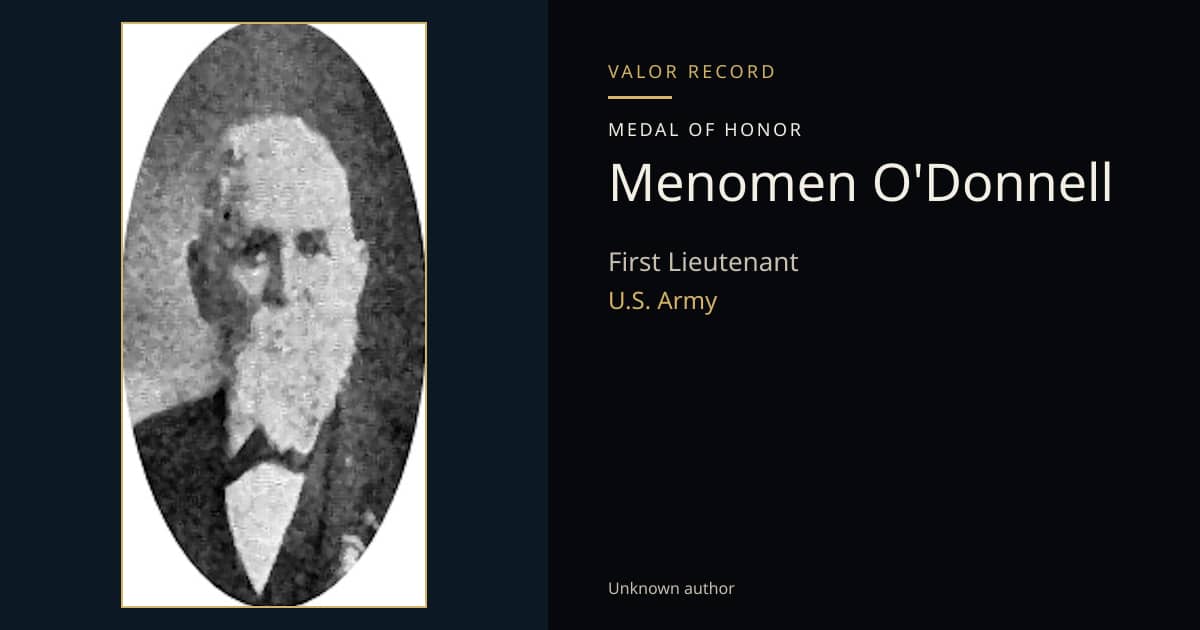 VALOR RECORD
MEDAL OF HONOR
Menomen O'Donnell
First Lieutenant
U.S. Army
Unknown author